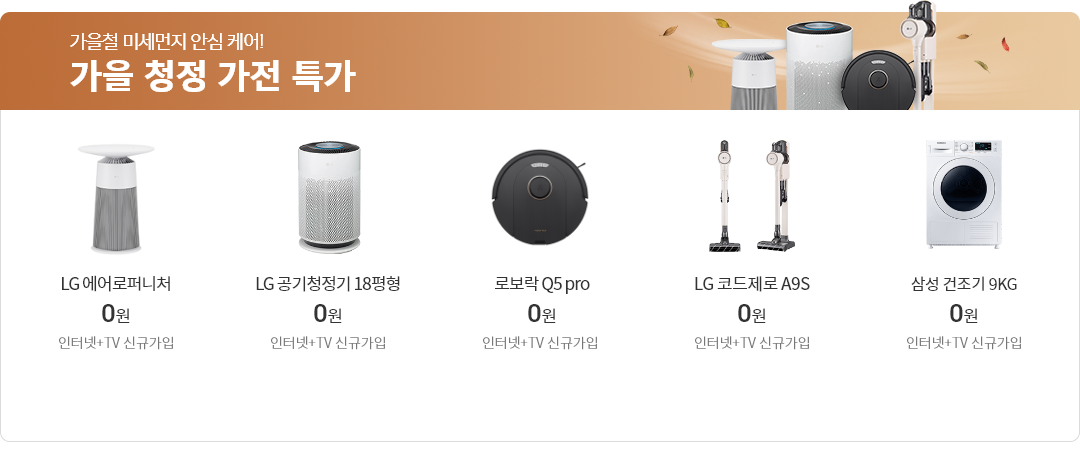 가을철 미세먼지 안심 케어!
가을 청정 가전 특가
LG 에어로퍼니처
0원
인터넷+TV 신규가입
LG 공기청정기 18평형
0원
인터넷+TV 신규가입
로보락 Q5 pro
0원
인터넷+TV 신규가입
LG 코드제로 A9S
0원
인터넷+TV 신규가입
삼성 건조기 9KG
0원
인터넷+TV 신규가입